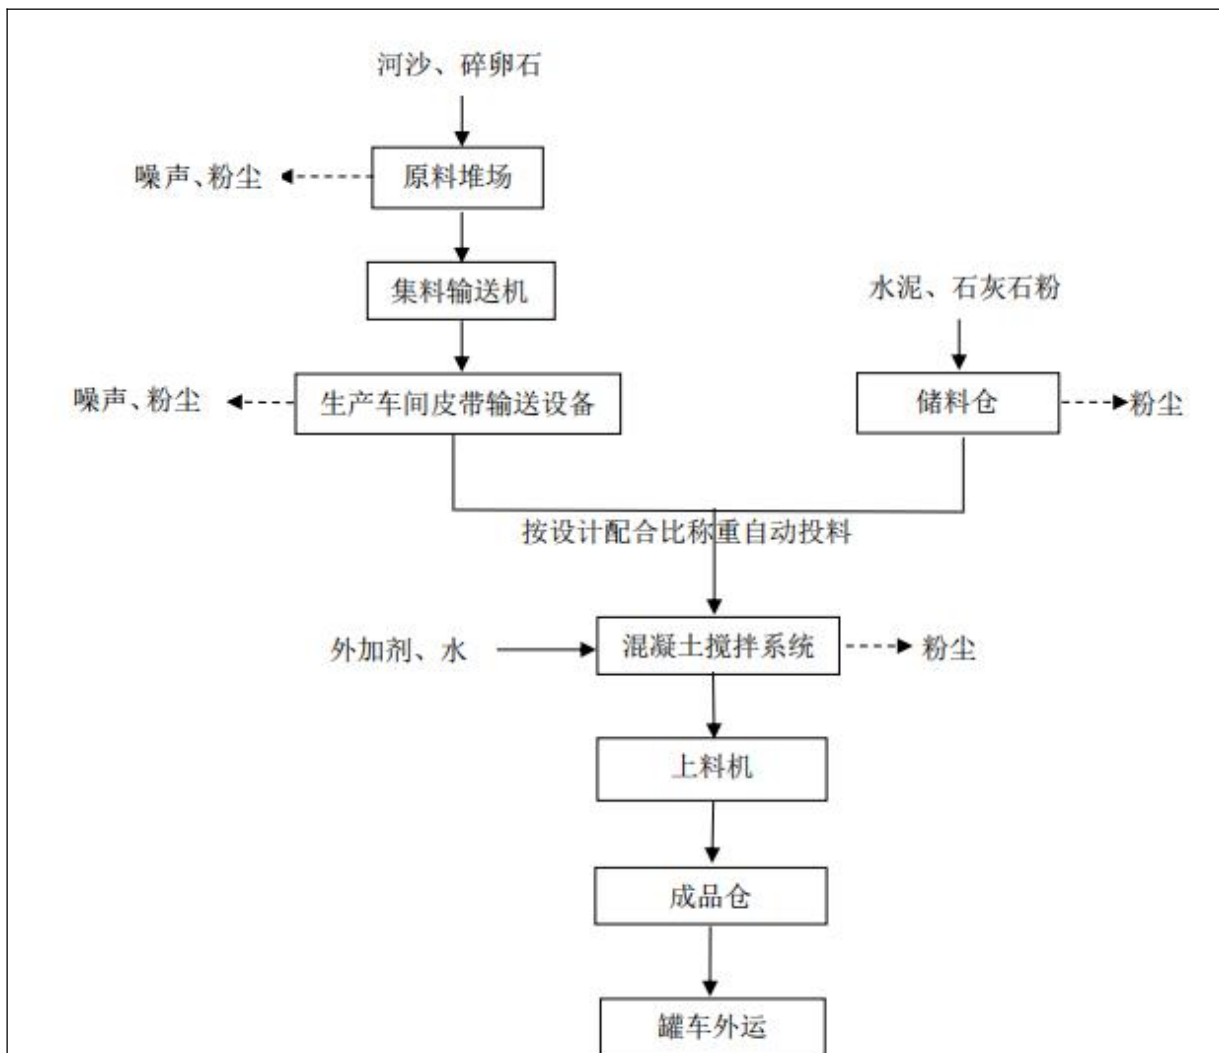 河沙、碎卵石
噪声、粉尘
原料堆场
集料输送机
水泥、石灰石粉
噪声、粉尘
生产车间皮带输送设备
储料仓
粉尘
按设计配合比称重自动投料
外加剂、水
混凝土搅拌系统
粉尘
上料机
成品仓
罐车外运